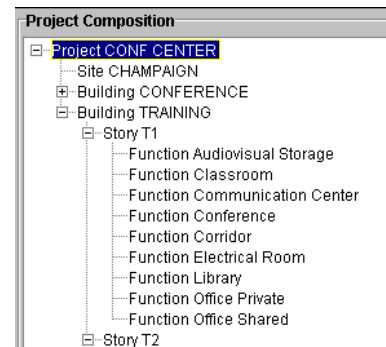 Project Composition
Project CONF CENTER
Site CHAMPAIGN
Building CONFERENCE
Building TRAINING
Story T1
Function Audiovisual Storage
Function Classroom
Function Communication Center
Function Conference
Function Corridor
Function Electrical Room
Function Library
Function Office Private
Function Office Shared
Story T2